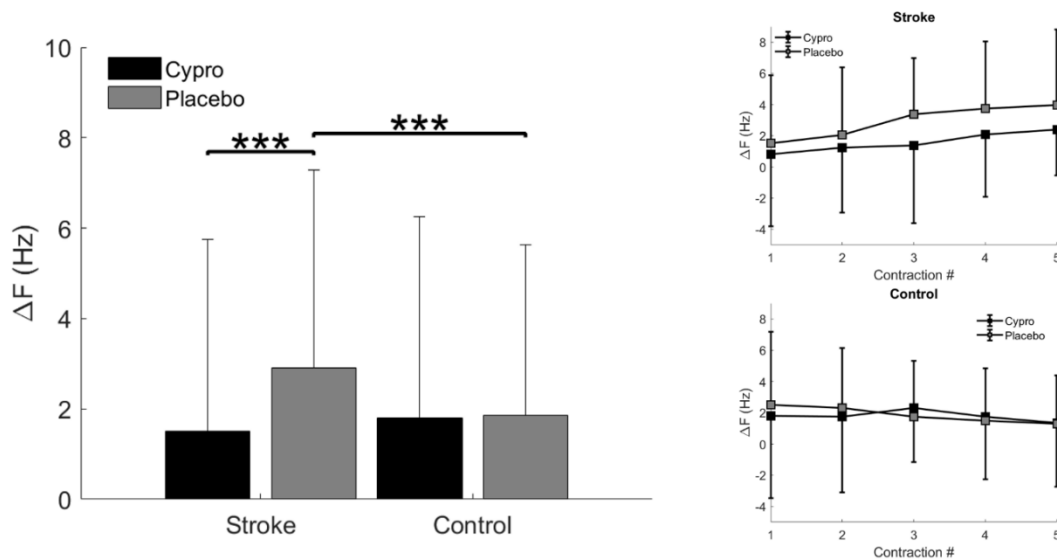 10
8
6
4
2
0
ΔF (Hz)
Cypro
Placebo
***
***
Stroke
Control
Stroke
Cypro
Placebo
8
6
4
2
0
-2
-4
ΔF (Hz)
1 2 3 4 5
Contraction #
Control
Cypro
Placebo
8
6
4
2
0
-2
-4
ΔF (Hz)
1 2 3 4 5
Contraction #